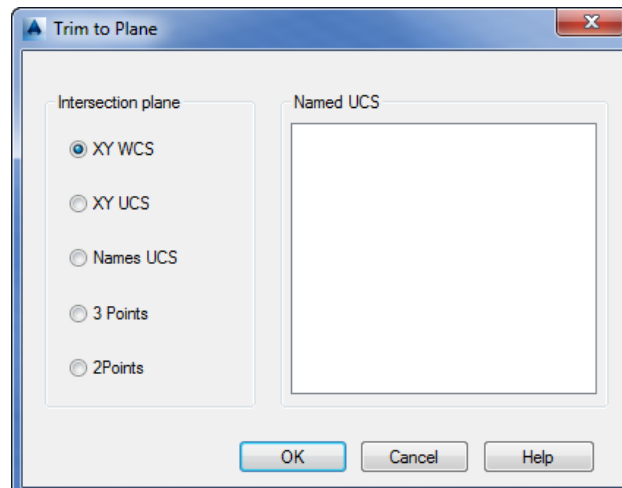 Trim to Plane
Intersection plane
XY WCS
XY UCS
Names UCS
3 Points
2Points
Named UCS
OK
Cancel
Help